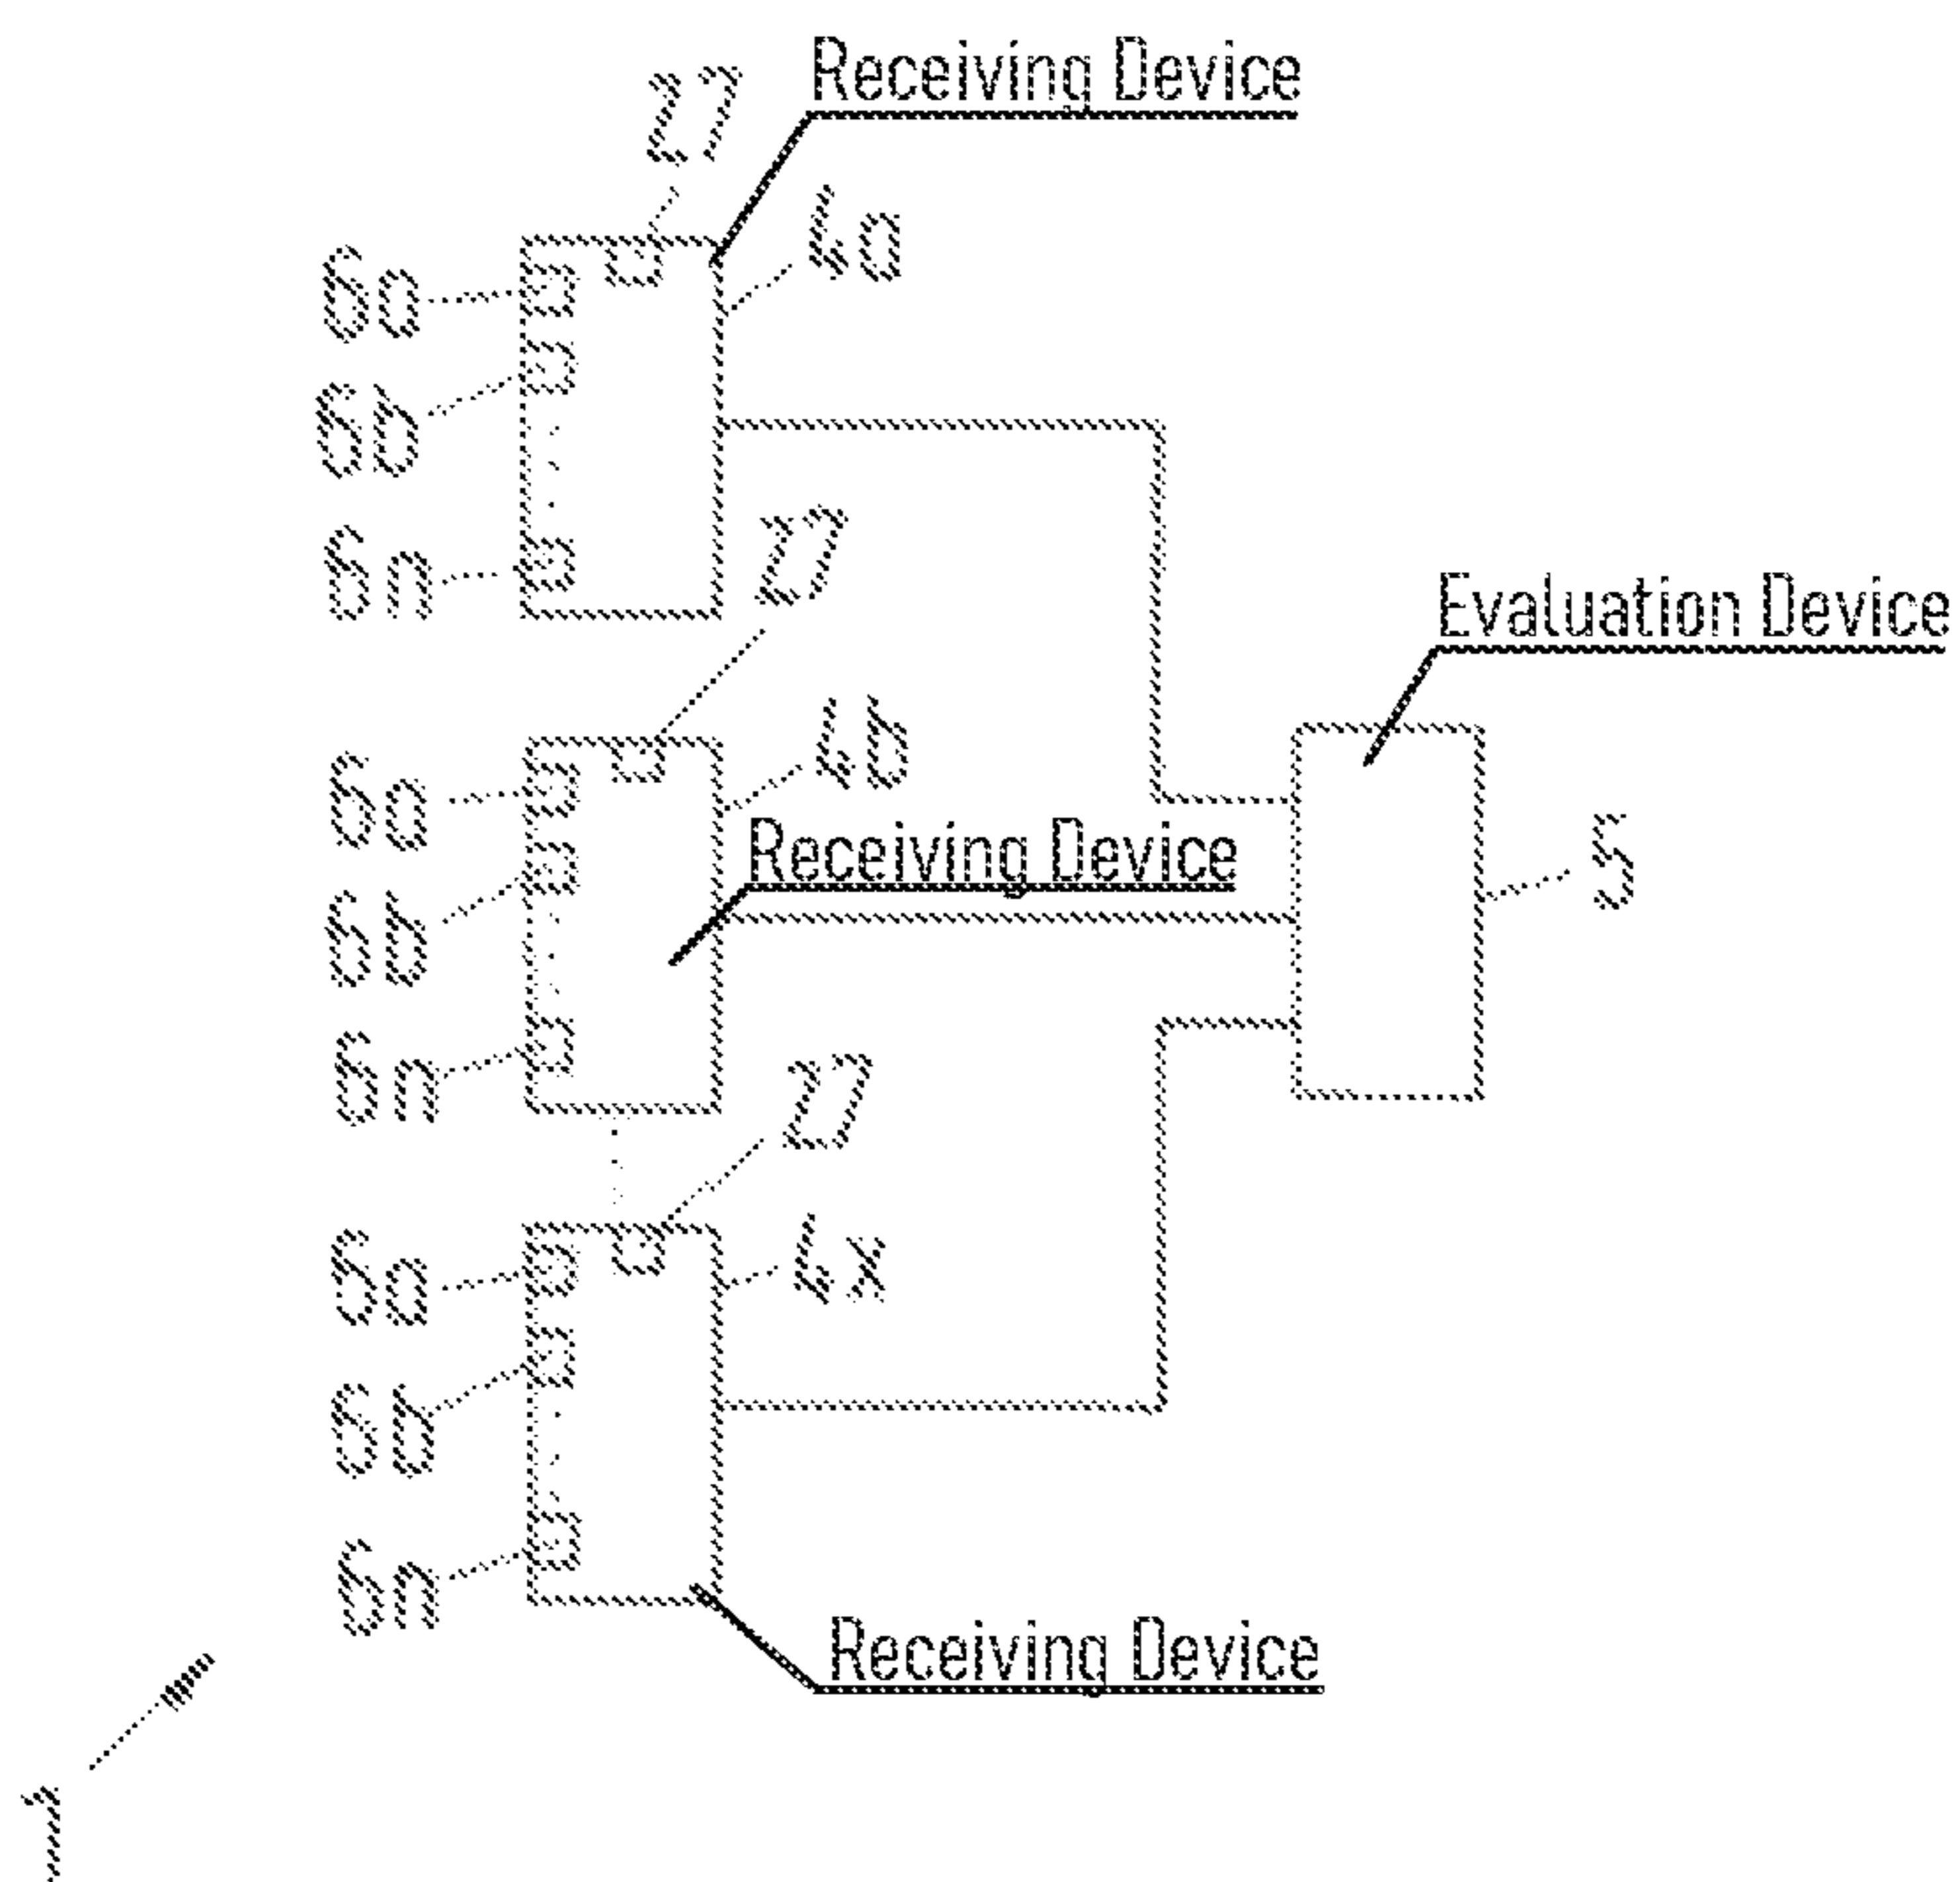 27
Receiving Device
4a
6a
6b
6n
27
Evaluation Device
4b
6a
Receiving Device
5
6b
6n
27
6a
4x
6b
6n
Receiving Device
1